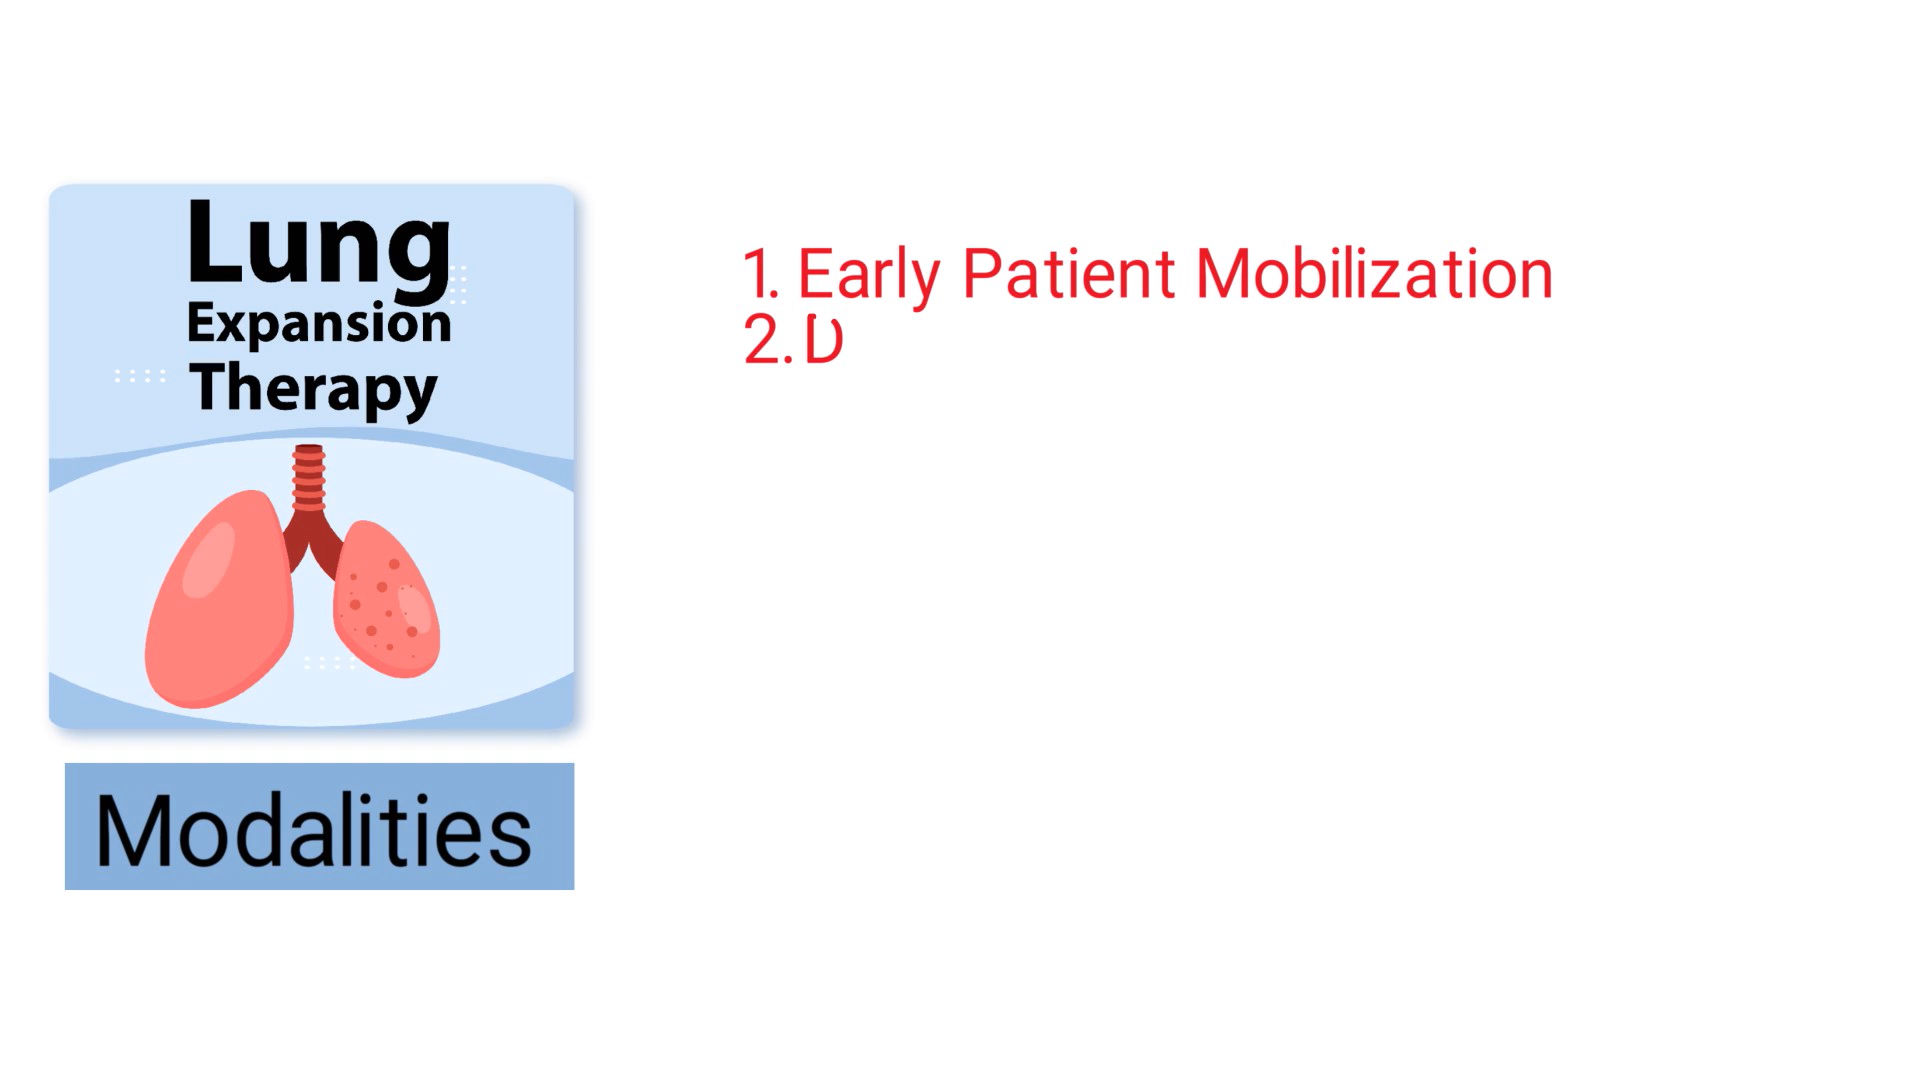 Lung
Expansion
Therapy
Modalities
1. Early Patient Mobilization
2. D